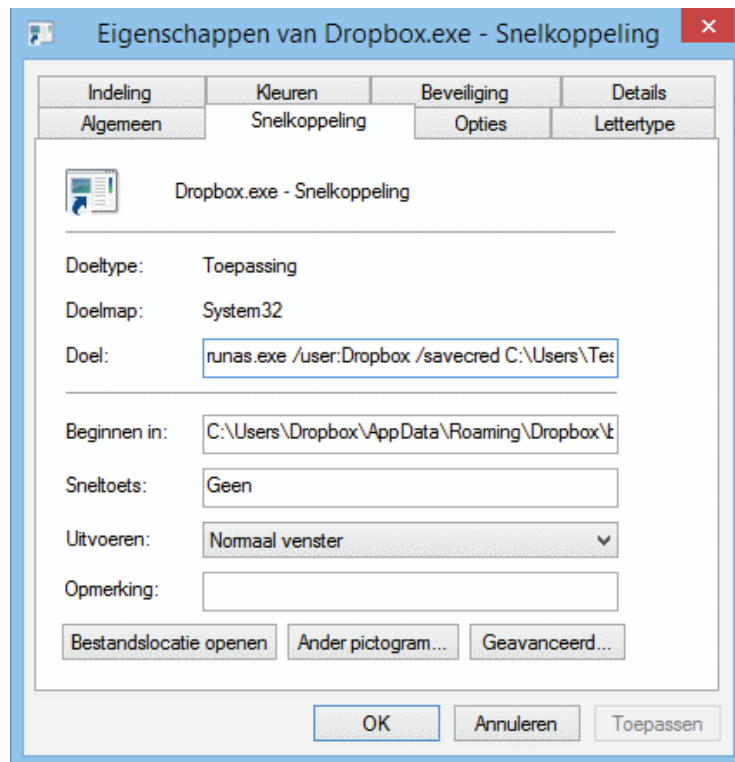 Eigenschappen van Dropbox.exe - Snelkoppeling
Indeling Kleuren Beveiliging Details
Algemeen Snelkoppeling Opties Lettertype
Dropbox.exe - Snelkoppeling
Doeltype: Toepassing
Doelmap: System32
Doel: runas.exe /user:Dropbox /savecred C:\Users\Tes
Beginnen in: C:\Users\Dropbox\AppData\Roaming\Dropbox\b
Sneltoets: Geen
Uitvoeren: Normaal venster
Opmerking:
Bestandslocatie openen Ander pictogram... Geavanceerd...
OK Annuleren Toepassen